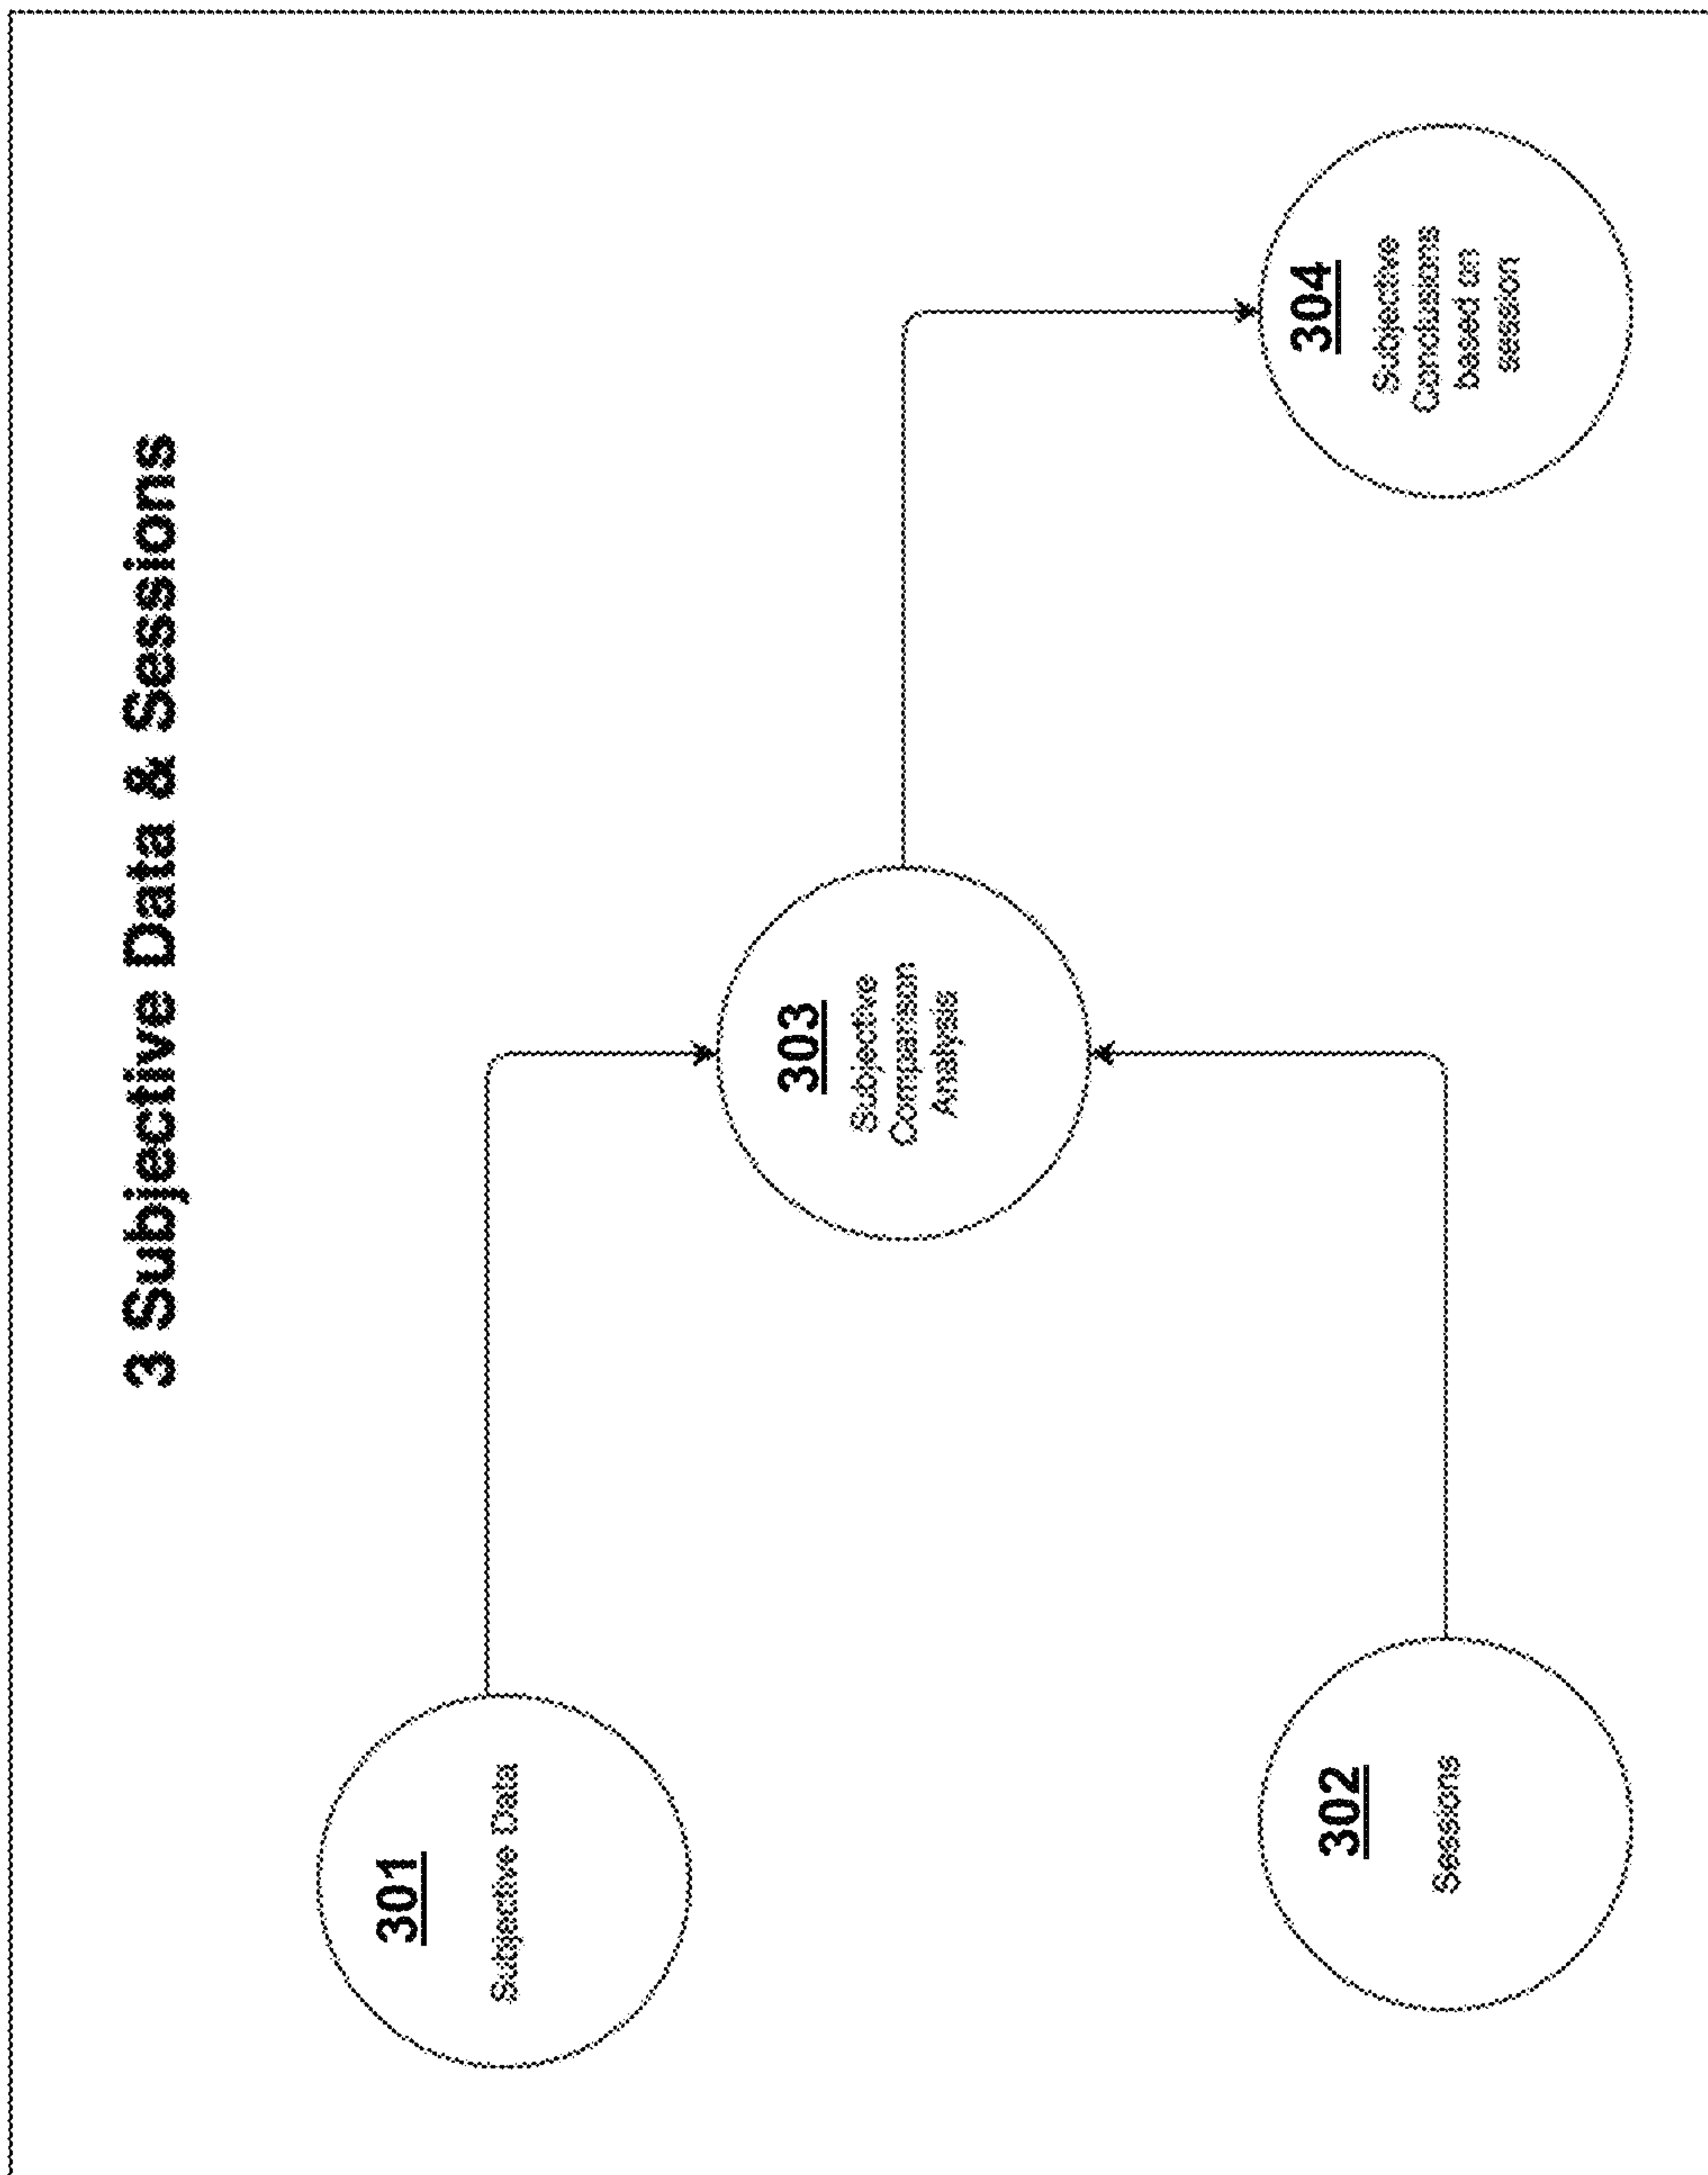 3 Subjective Data & Sessions
301
Subjective Data
302
Sessions
303
Subjective
Comparison
Analysis
304
Subjective
Conclusions
based on
session